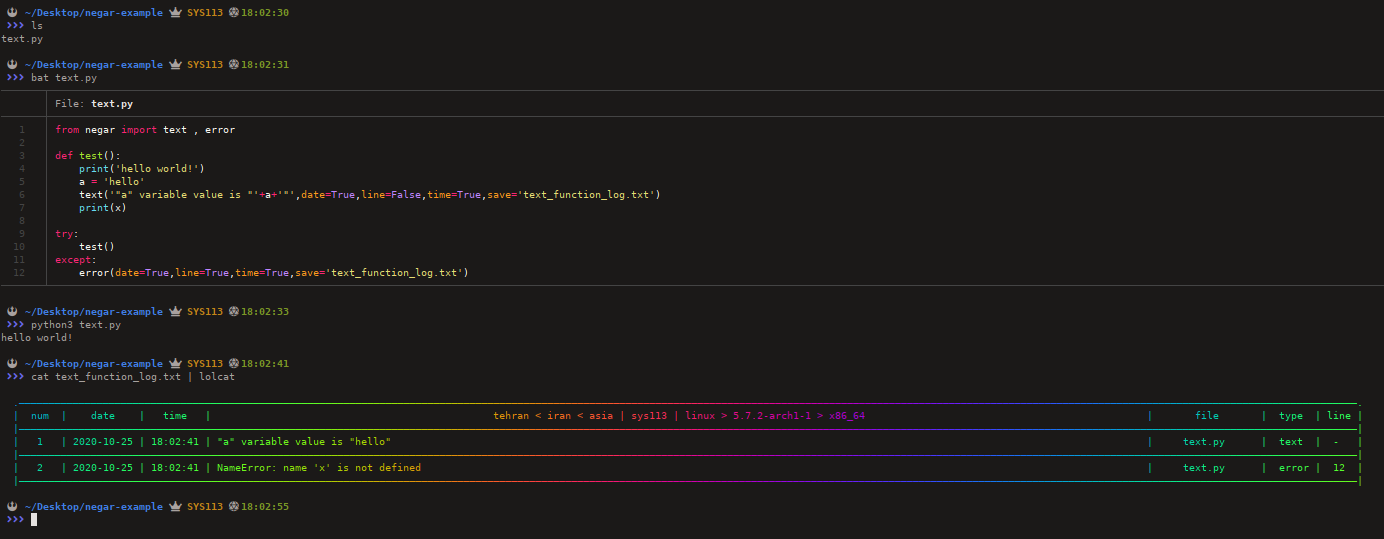 ~/Desktop/negar-example SYS113 18:02:30
>>> ls
text.py
~/Desktop/negar-example SYS113 18:02:31
>>> bat text.py
File: text.py
1 from negar import text , error
2
3 def test():
4     print('hello world!')
5     a = 'hello'
6     text('"a" variable value is "'+a+'"',date=True,line=False,time=True,save='text_function_log.txt')
7     print(x)
8
9 try:
10     test()
11 except:
12     error(date=True,line=True,time=True,save='text_function_log.txt')
~/Desktop/negar-example SYS113 18:02:33
>>> python3 text.py
hello world!
~/Desktop/negar-example SYS113 18:02:41
>>> cat text_function_log.txt | lolcat
| num | date | time | tehran < iran < asia | sys113 | linux > 5.7.2-arch1-1 > x86_64 | file | type | line |
| 1 | 2020-10-25 | 18:02:41 | "a" variable value is "hello" | text.py | text | - |
| 2 | 2020-10-25 | 18:02:41 | NameError: name 'x' is not defined | text.py | error | 12 |
~/Desktop/negar-example SYS113 18:02:55
>>>